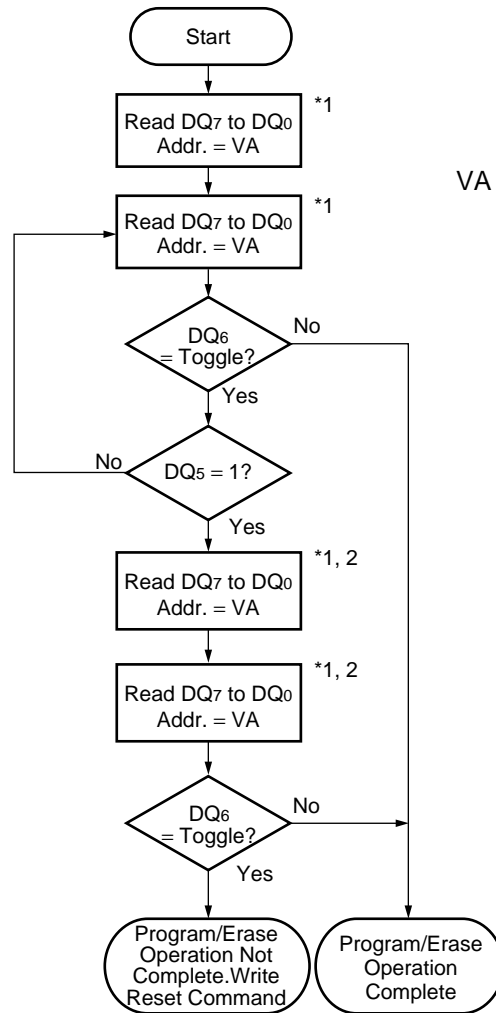 Start
Read DQ7 to DQ0
Addr. = VA
*1
VA
Read DQ7 to DQ0
Addr. = VA
*1
DQ6
= Toggle?
No
Yes
DQ5 = 1?
No
Yes
Read DQ7 to DQ0
Addr. = VA
*1, 2
Read DQ7 to DQ0
Addr. = VA
*1, 2
DQ6
= Toggle?
No
Yes
Program/Erase
Operation Not
Complete.Write
Reset Command
Program/Erase
Operation
Complete